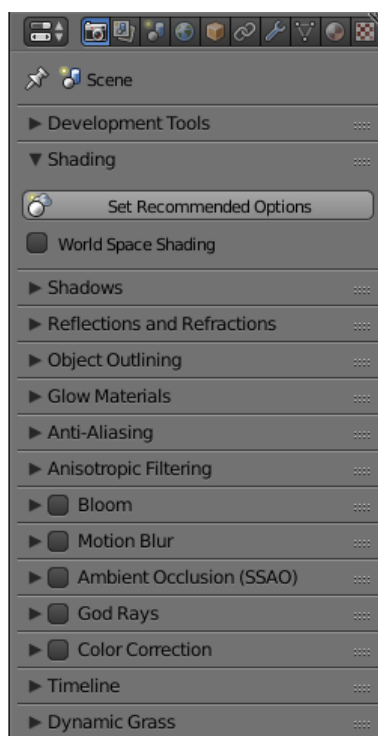 Scene
Development Tools
Shading
Set Recommended Options
World Space Shading
Shadows
Reflections and Refractions
Object Outlining
Glow Materials
Anti-Aliasing
Anisotropic Filtering
Bloom
Motion Blur
Ambient Occlusion (SSAO)
God Rays
Color Correction
Timeline
Dynamic Grass